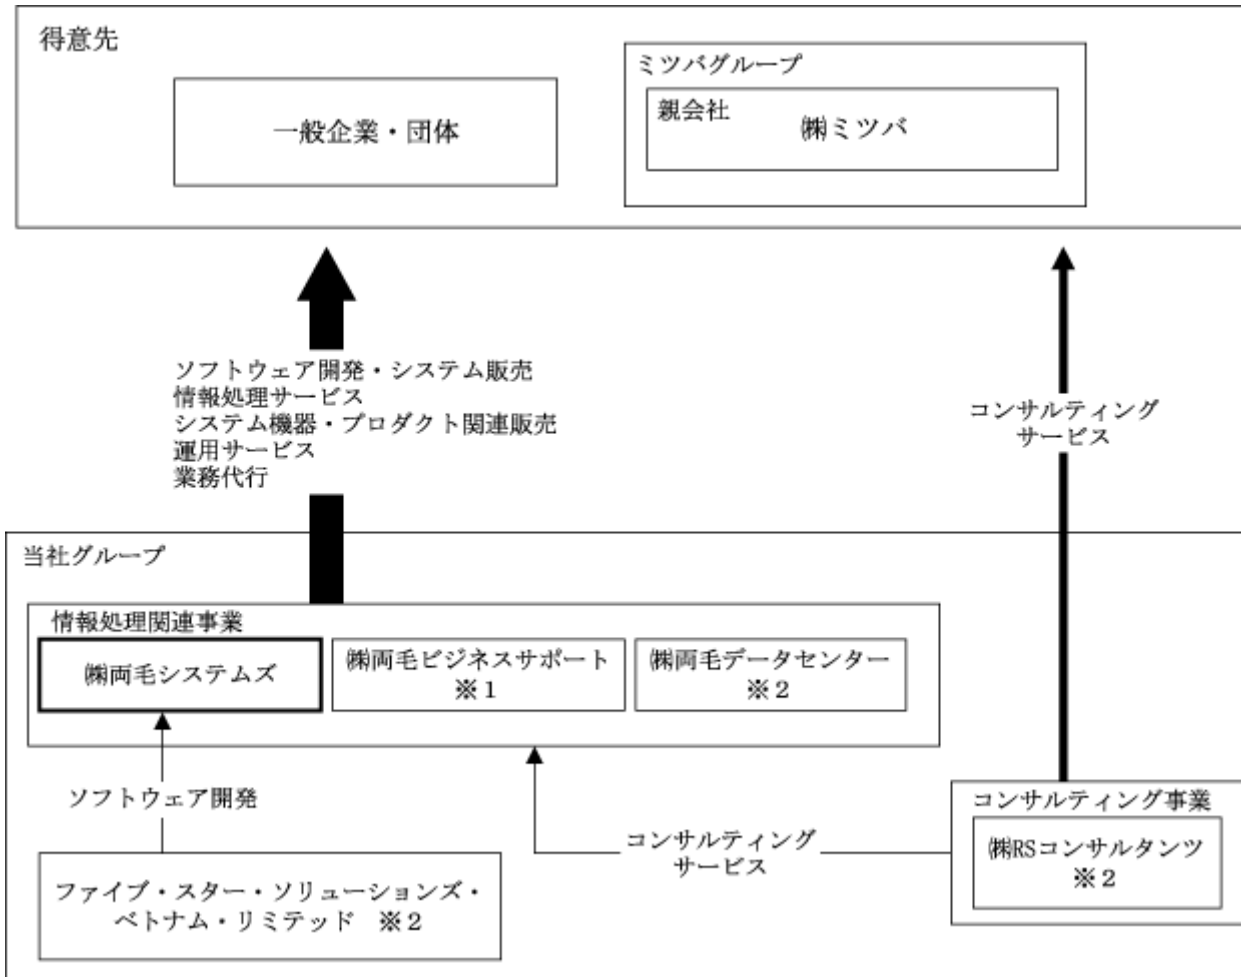 得意先
一般企業・団体
ミツバグループ
親会社
㈱ミツバ
ソフトウェア開発・システム販売
情報処理サービス
システム機器・プロダクト関連販売
運用サービス
業務代行
コンサルティング
サービス
当社グループ
情報処理関連事業
㈱両毛システムズ
㈱両毛ビジネスサポート
※１
㈱両毛データセンター
※２
ソフトウェア開発
ファイブ・スター・ソリューションズ・
ベトナム・リミテッド　※２
コンサルティング
サービス
コンサルティング事業
㈱RSコンサルタンツ
※２